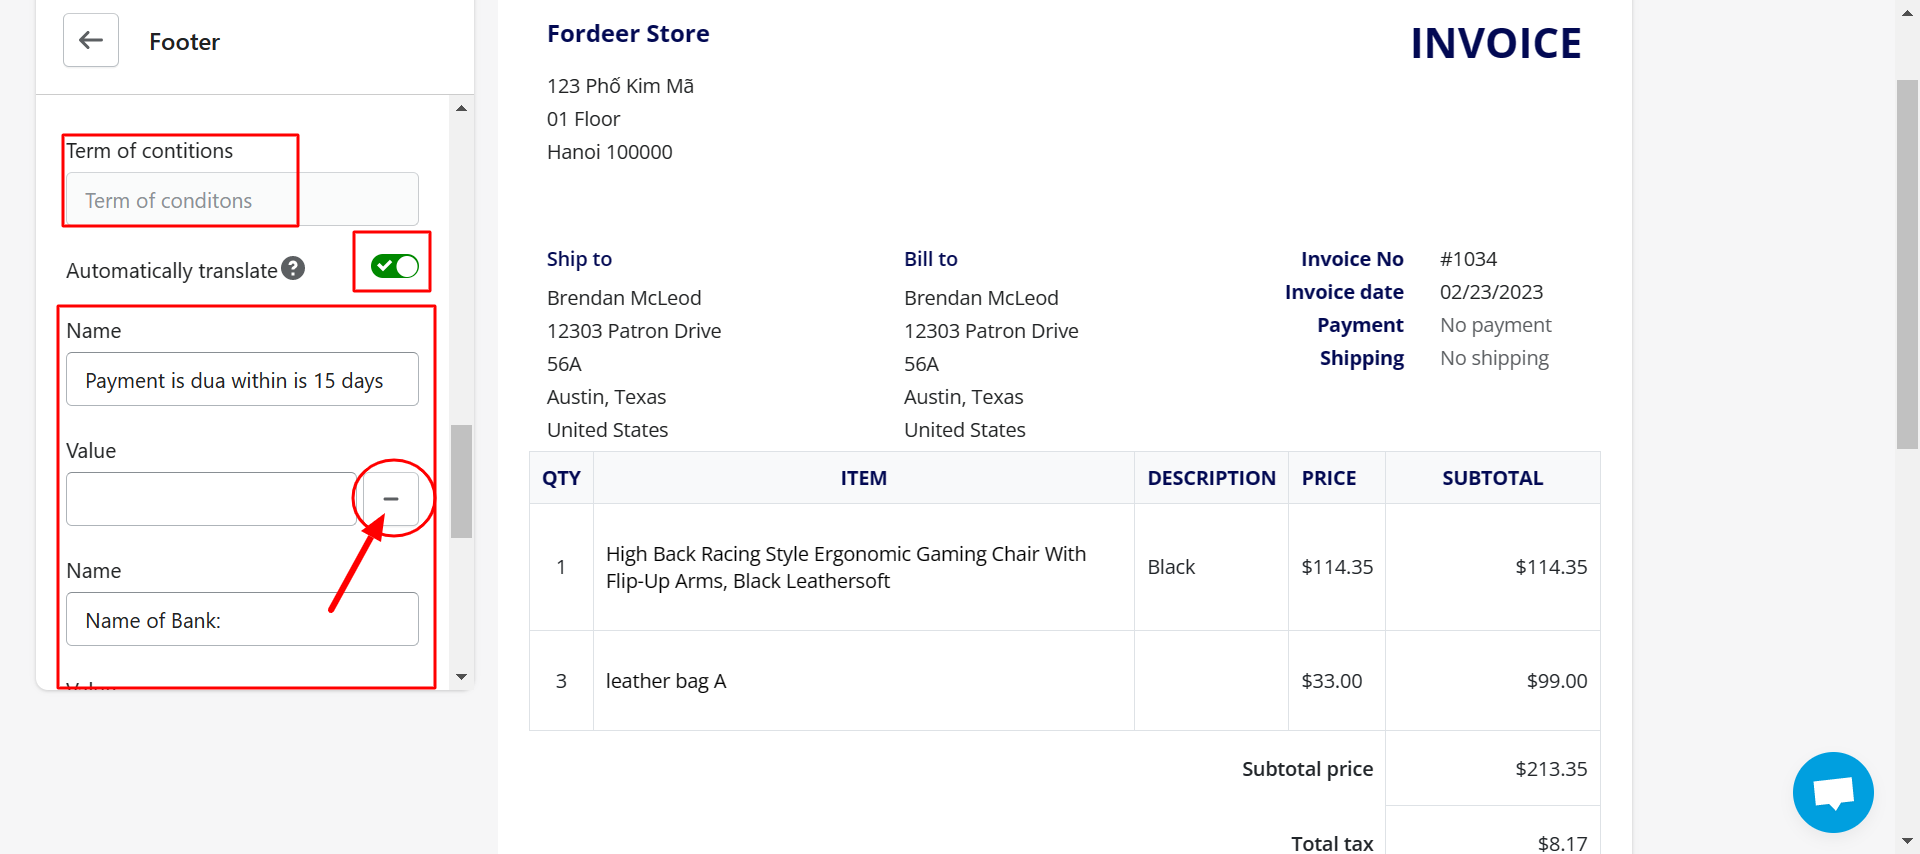 Footer
Term of contitions
Term of conditons
Automatically translate
Name
Payment is dua within is 15 days
Value
Name
Name of Bank:
Fordeer Store
INVOICE
123 Phố Kim Mã
01 Floor
Hanoi 100000
Ship to
Brendan McLeod
12303 Patron Drive
56A
Austin, Texas
United States
Bill to
Brendan McLeod
12303 Patron Drive
56A
Austin, Texas
United States
Invoice No #1034
Invoice date 02/23/2023
Payment No payment
Shipping No shipping
QTY ITEM DESCRIPTION PRICE SUBTOTAL
1 High Back Racing Style Ergonomic Gaming Chair With
Flip-Up Arms, Black Leathersoft
Black $114.35 $114.35
3 leather bag A $33.00 $99.00
Subtotal price $213.35
Total tax $8.17